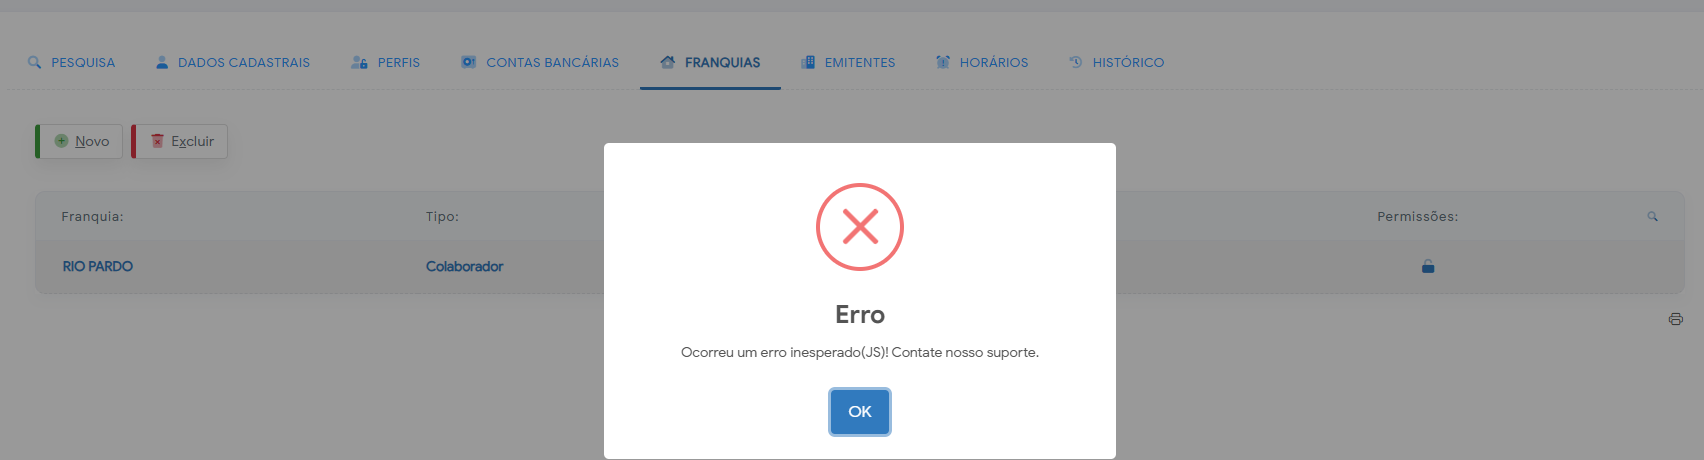 PESQUISA DADOS CADASTRAIS PERFIS CONTAS BANCÁRIAS FRANQUIAS EMITENTES HORÁRIOS HISTÓRICO
Novo Excluir
Franquia: Tipo: Permissões:
RIO PARDO Colaborador
Erro
Ocorreu um erro inesperado(JS)! Contate nosso suporte.
OK